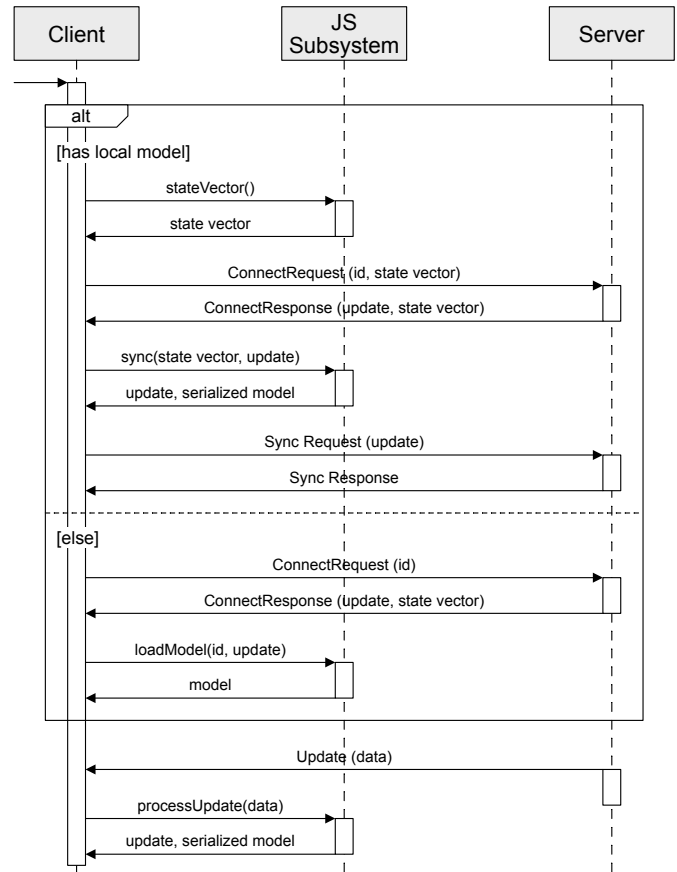 Client
JS
Subsystem
Server
alt
[has local model]
stateVector()
state vector
ConnectRequest (id, state vector)
ConnectResponse (update, state vector)
sync(state vector, update)
update, serialized model
Sync Request (update)
Sync Response
[else]
ConnectRequest (id)
ConnectResponse (update, state vector)
loadModel(id, update)
model
Update (data)
processUpdate(data)
update, serialized model